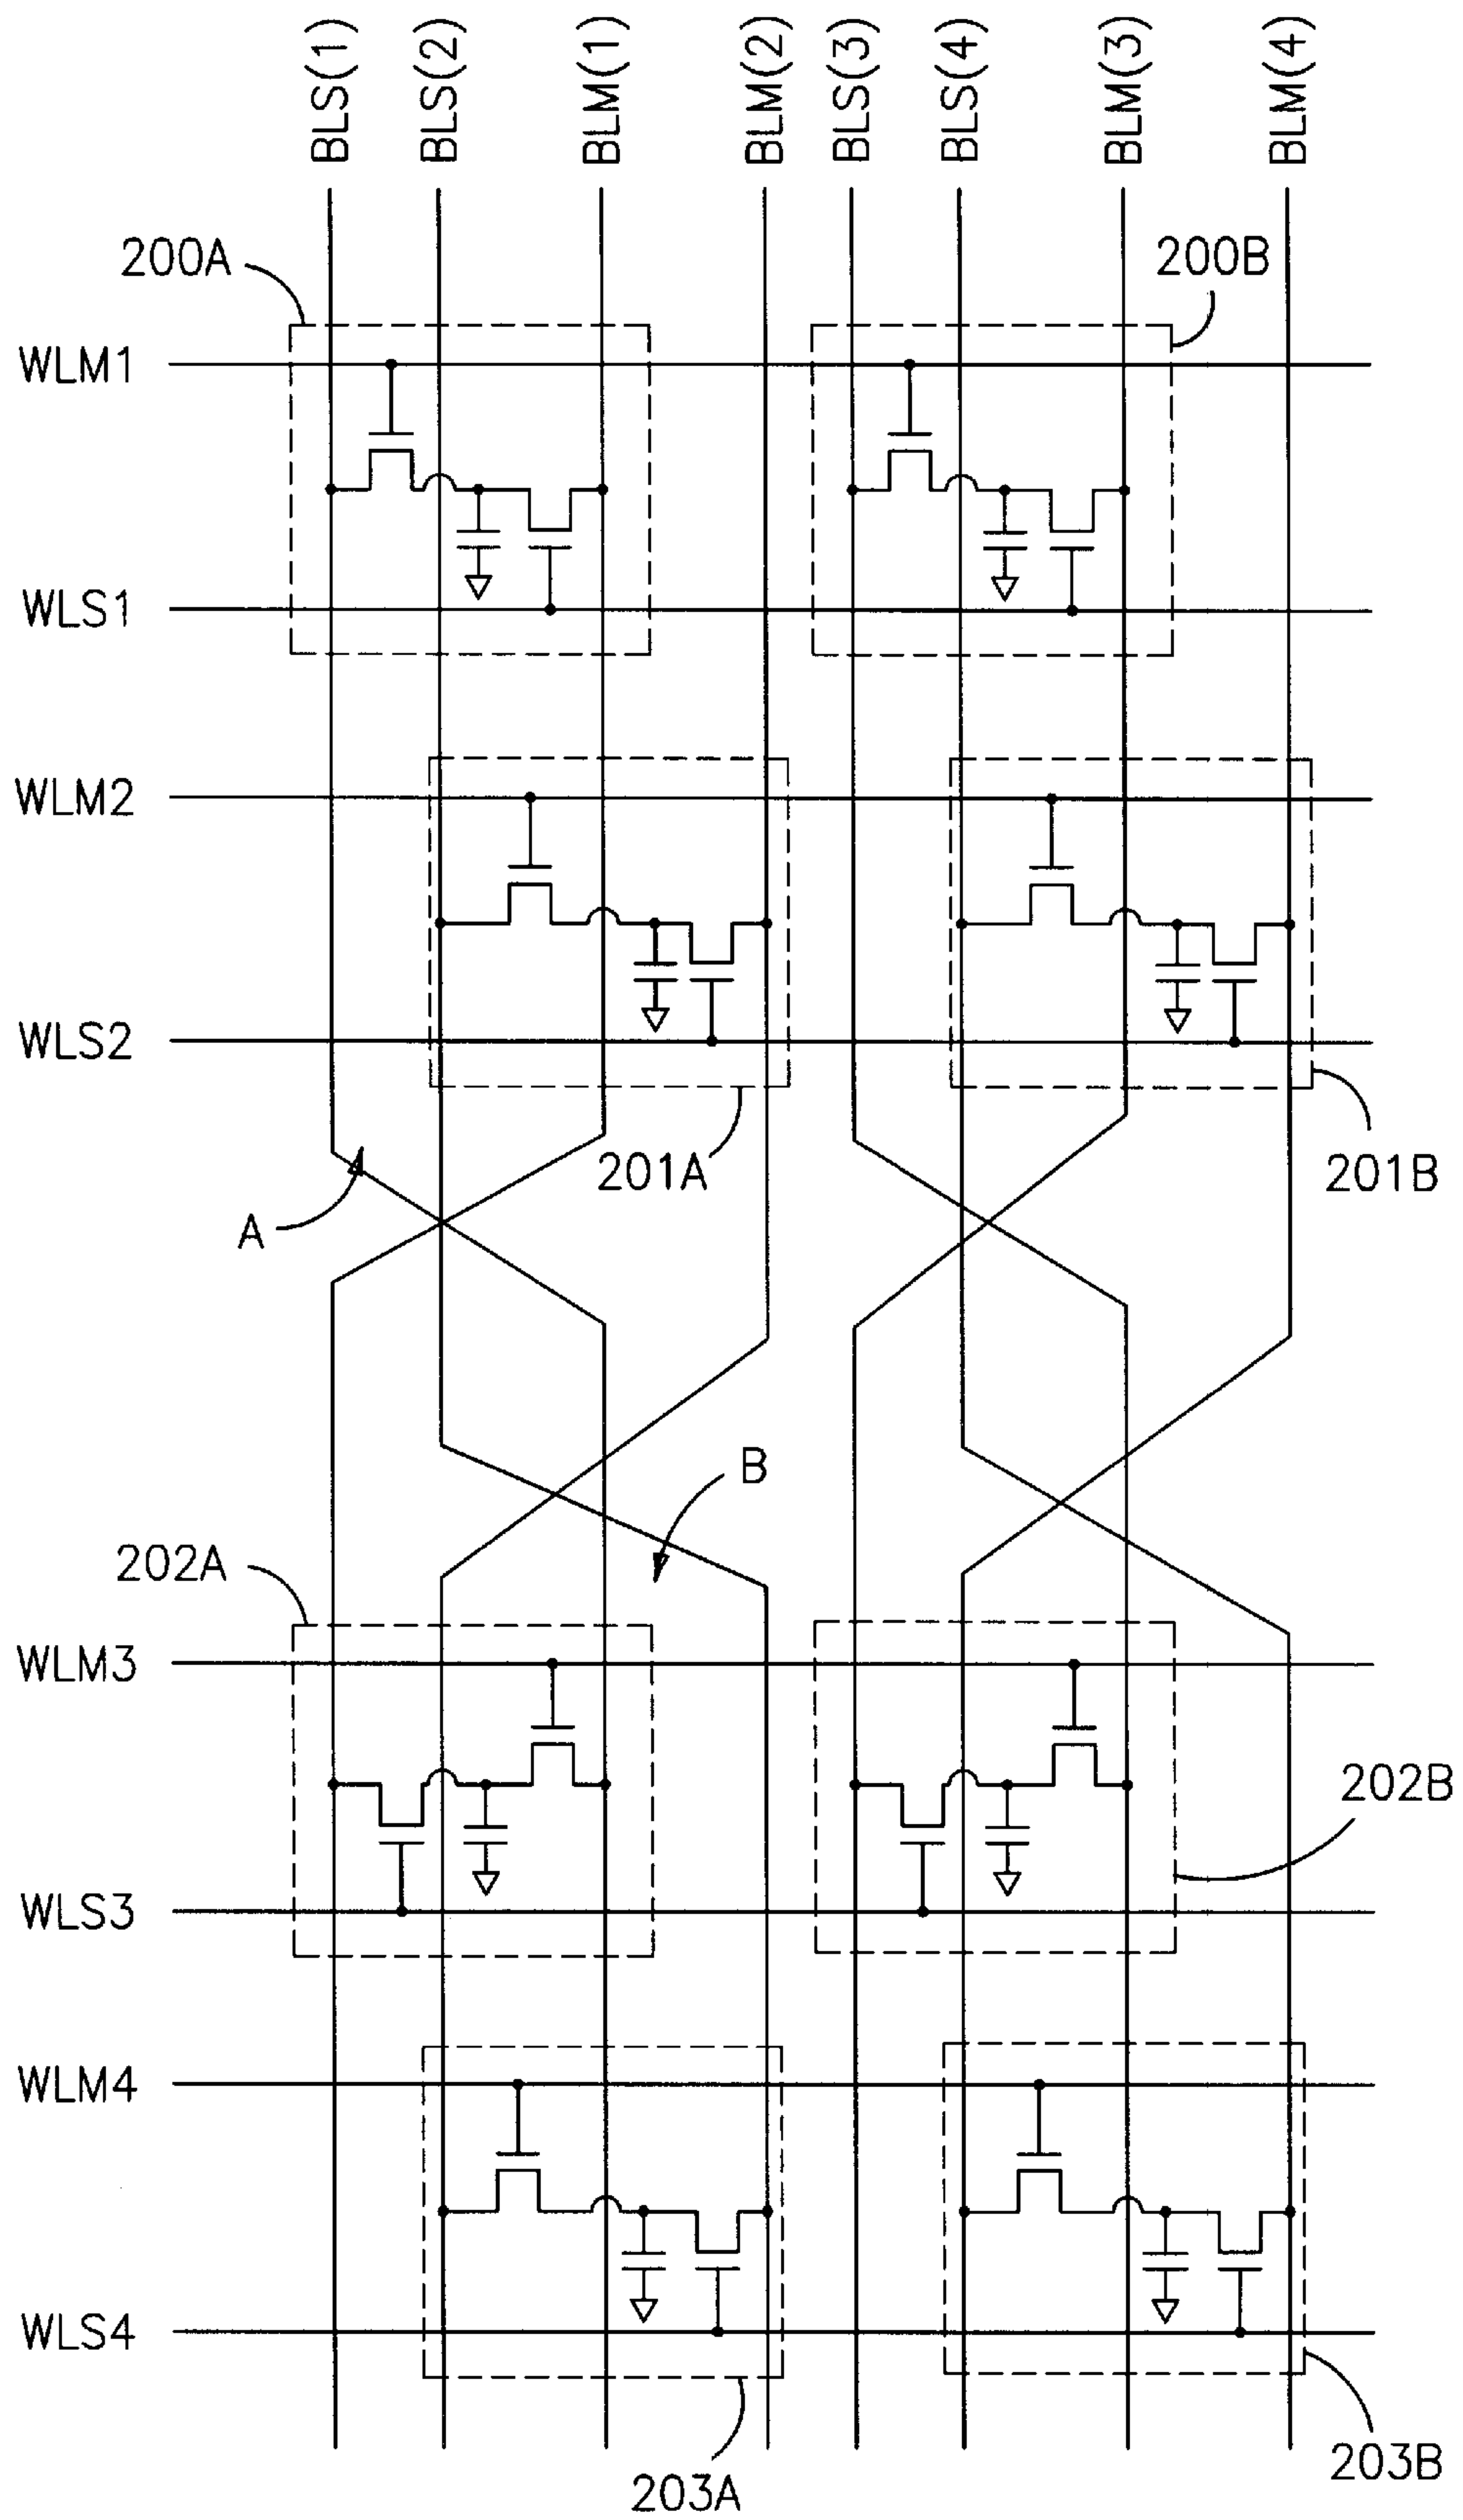 BLS(1)
BLS(2)
BLM(1)
BLM(2)
BLS(3)
BLS(4)
BLM(3)
BLM(4)
200A
200B
WLM1
WLS1
WLM2
WLS2
201A
201B
A
B
202A
WLM3
202B
WLS3
WLM4
WLS4
203A
203B